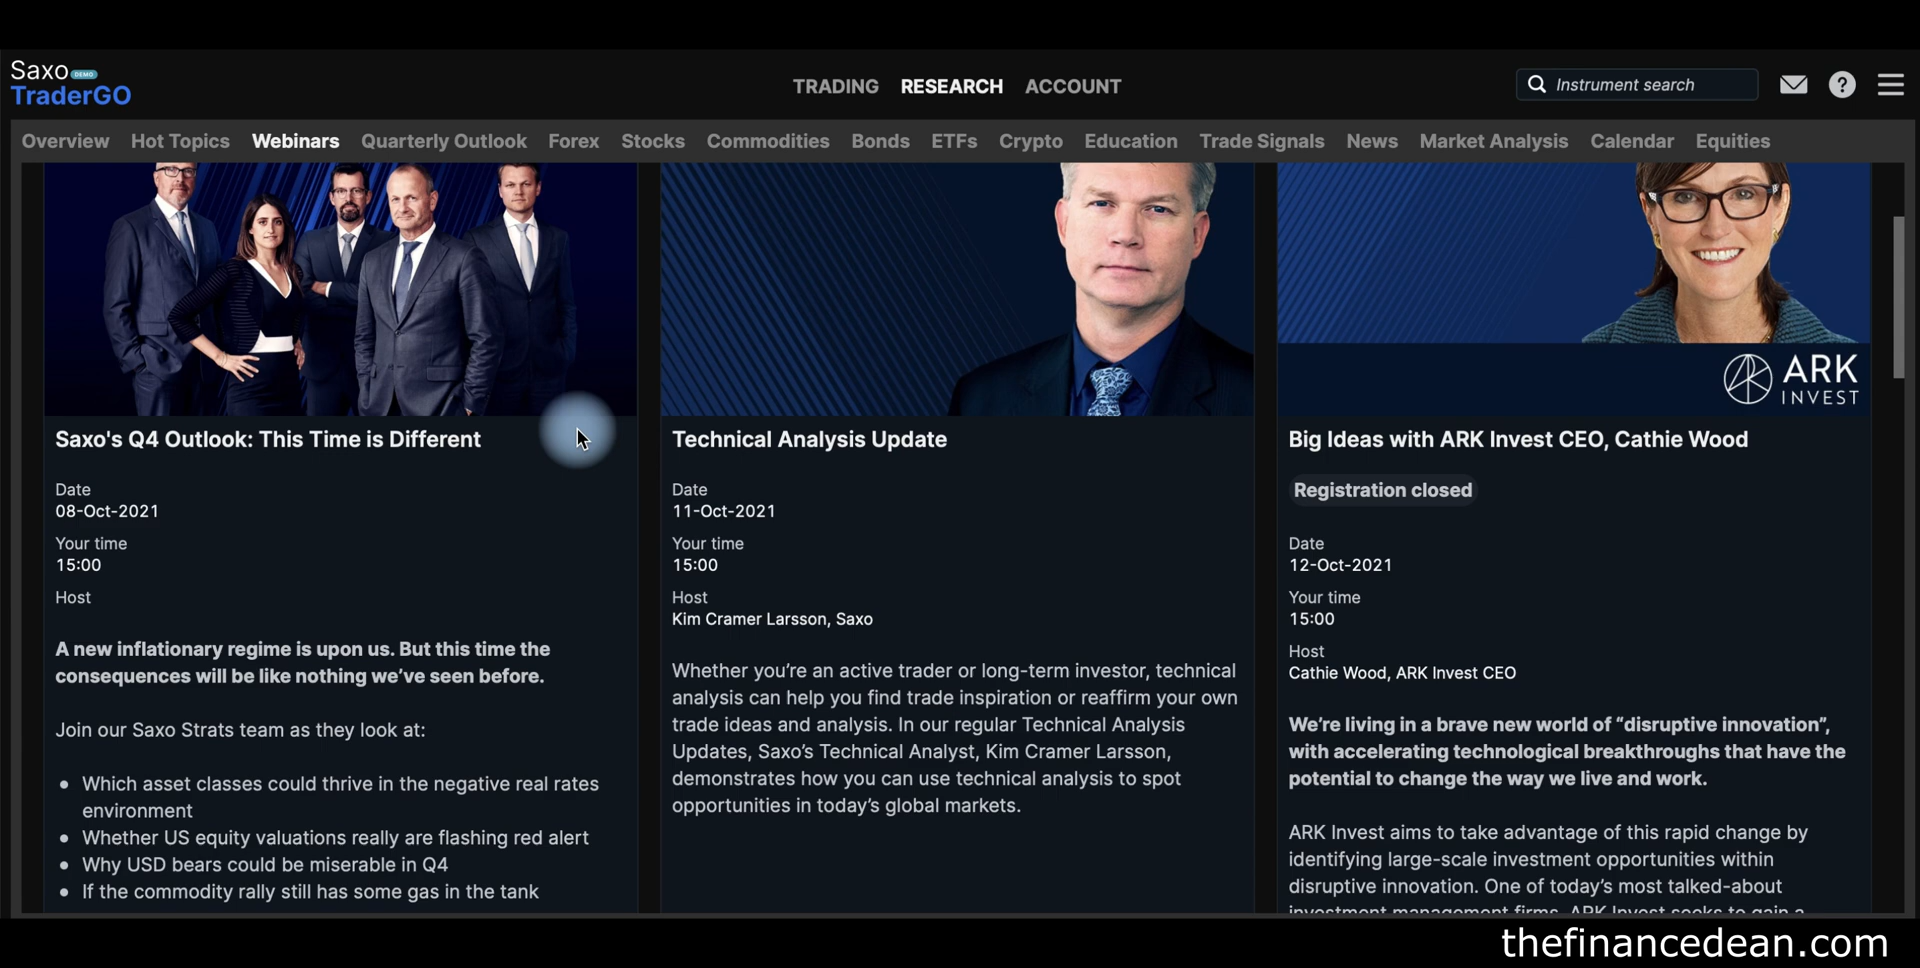 Saxo DEMO
TraderGO
TRADING RESEARCH ACCOUNT
Instrument search
?
Overview Hot Topics Webinars Quarterly Outlook Forex Stocks Commodities Bonds ETFs Crypto Education Trade Signals News Market Analysis Calendar Equities
Saxo's Q4 Outlook: This Time is Different
Date
08-Oct-2021
Your time
15:00
Host
A new inflationary regime is upon us. But this time the
consequences will be like nothing we’ve seen before.
Join our Saxo Strats team as they look at:
• Which asset classes could thrive in the negative real rates
environment
• Whether US equity valuations really are flashing red alert
• Why USD bears could be miserable in Q4
• If the commodity rally still has some gas in the tank
Technical Analysis Update
Date
11-Oct-2021
Your time
15:00
Host
Kim Cramer Larsson, Saxo
Whether you’re an active trader or long-term investor, technical
analysis can help you find trade inspiration or reaffirm your own
trade ideas and analysis. In our regular Technical Analysis
Updates, Saxo’s Technical Analyst, Kim Cramer Larsson,
demonstrates how you can use technical analysis to spot
opportunities in today’s global markets.
ARK
INVEST
Big Ideas with ARK Invest CEO, Cathie Wood
Registration closed
Date
12-Oct-2021
Your time
15:00
Host
Cathie Wood, ARK Invest CEO
We’re living in a brave new world of “disruptive innovation”,
with accelerating technological breakthroughs that have the
potential to change the way we live and work.
ARK Invest aims to take advantage of this rapid change by
identifying large-scale investment opportunities within
disruptive innovation. One of today’s most talked-about
investment management firms, ARK Invest seeks to gain a
thefinancedean.com